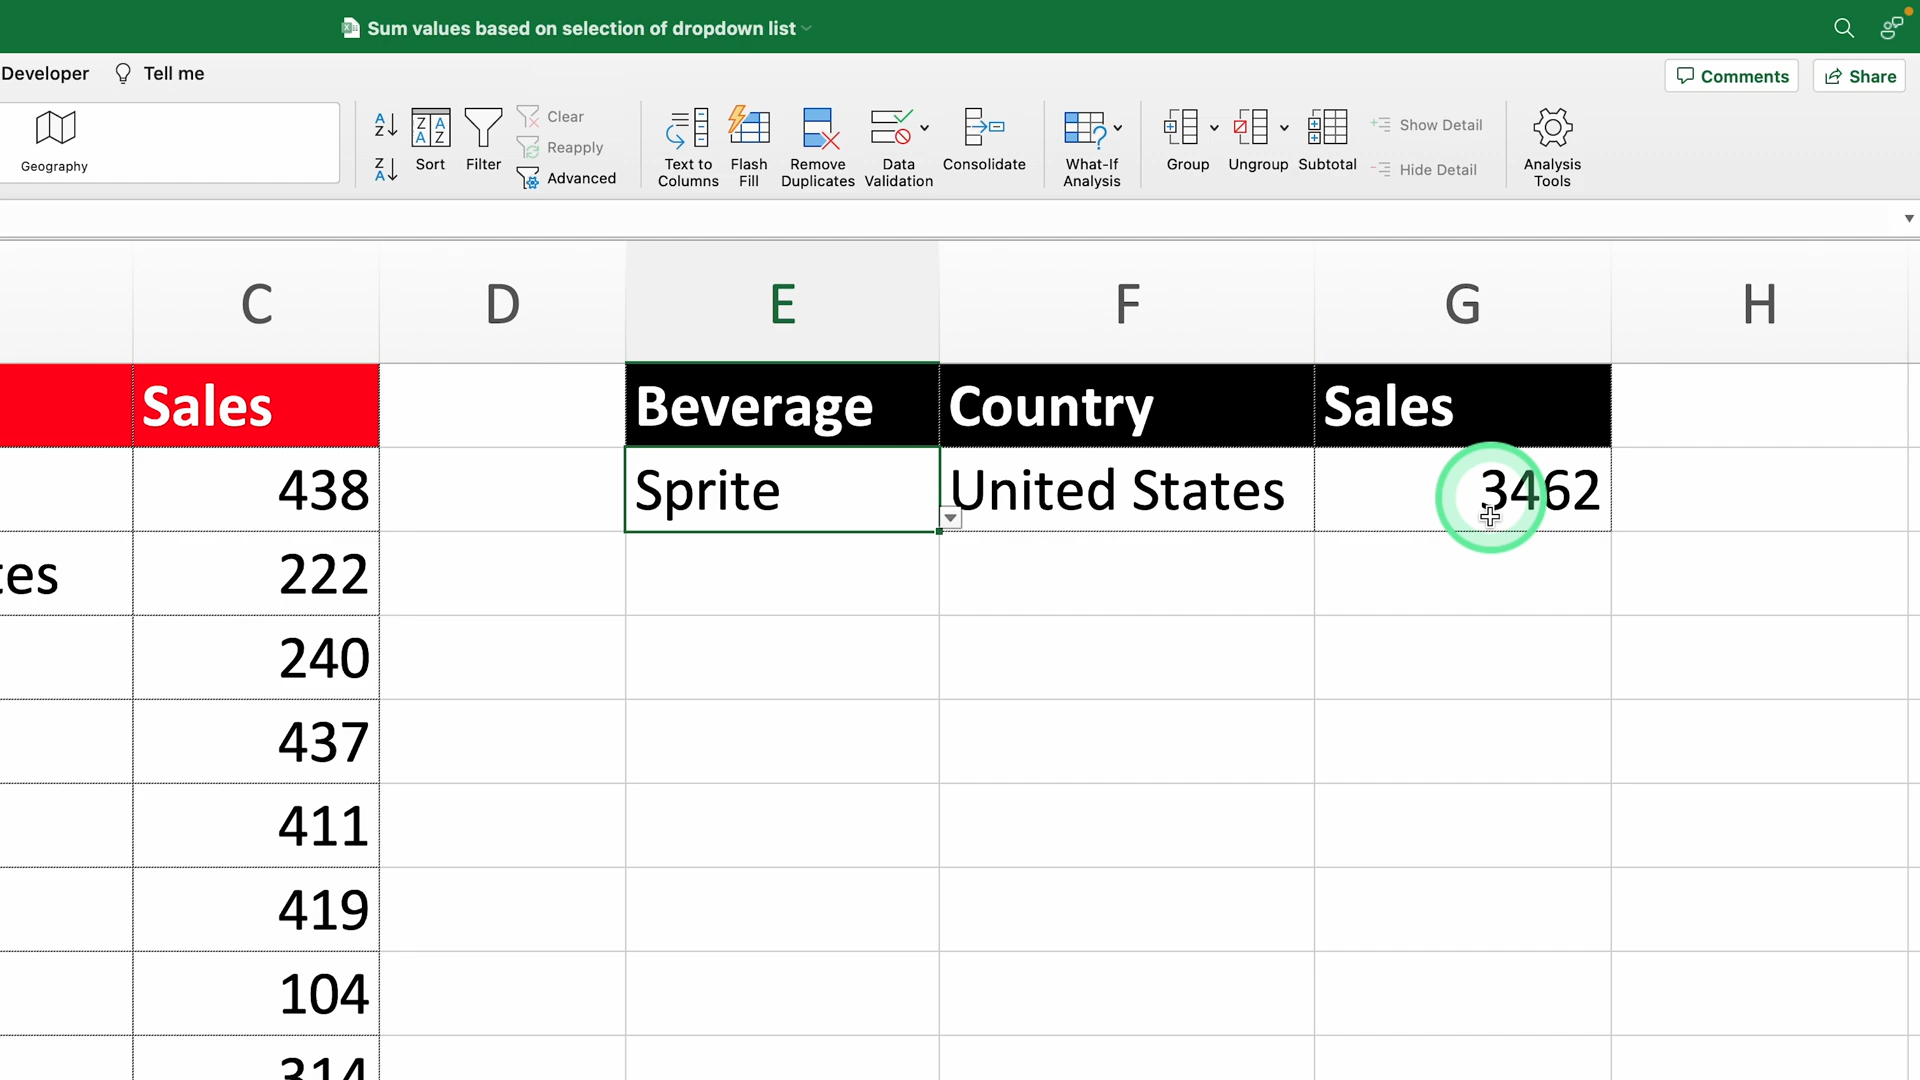 Sum values based on selection of dropdown list
Developer
Tell me
Comments
Share
Geography
Sort
Filter
Clear
Reapply
Advanced
Text to Columns
Flash Fill
Remove Duplicates
Data Validation
Consolidate
What-If Analysis
Group
Ungroup
Subtotal
Show Detail
Hide Detail
Analysis Tools
C D E F G H
Sales Beverage Country Sales
438 Sprite United States 3462
tes 222
240
437
411
419
104
314